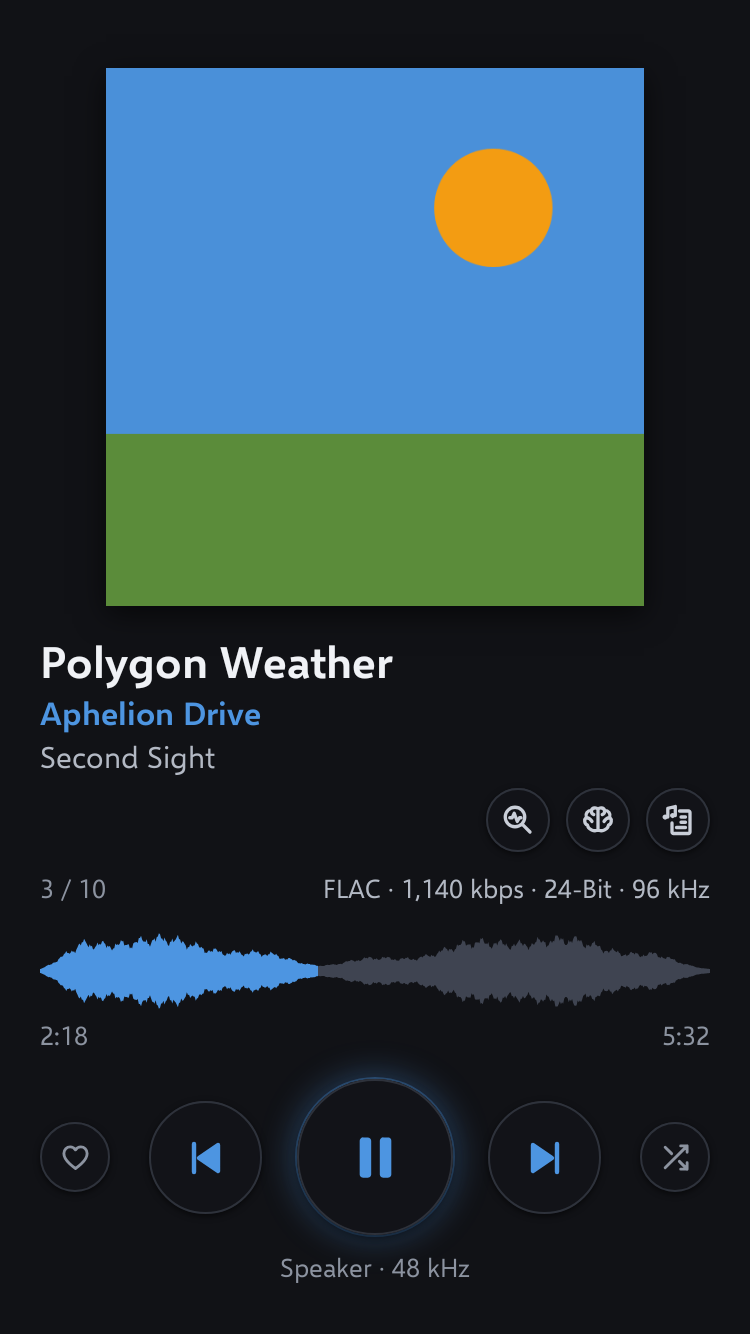 Polygon Weather
Aphelion Drive
Second Sight
3 / 10
FLAC · 1,140 kbps · 24-Bit · 96 kHz
2:18
5:32
Speaker · 48 kHz